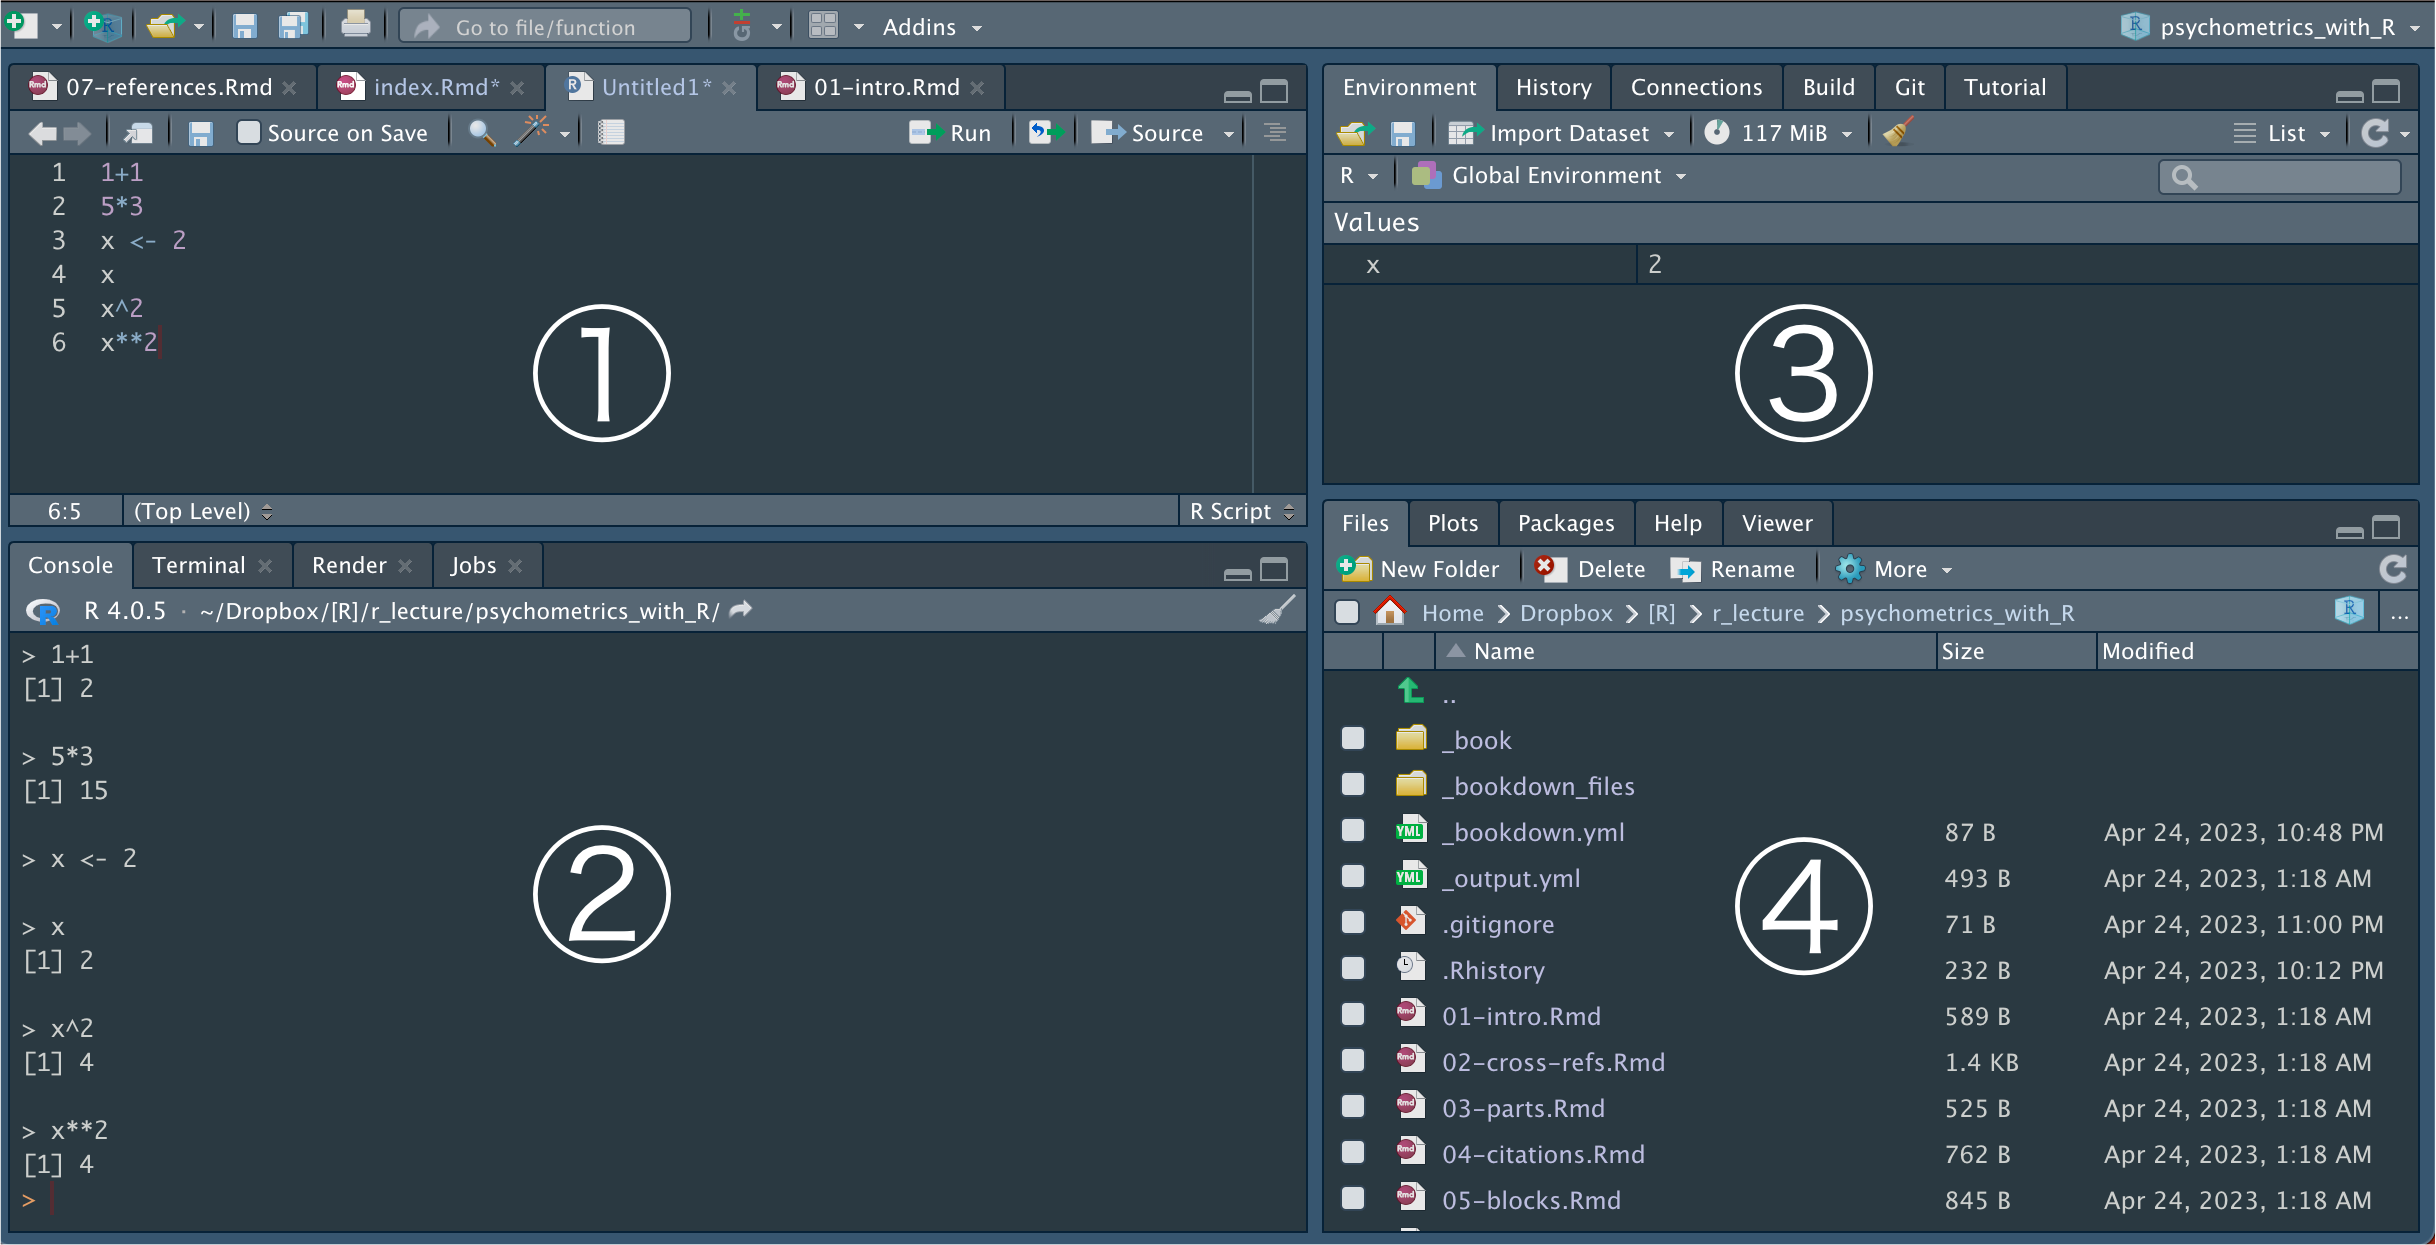 Go to file/function
Addins
psychometrics_with_R
07-references.Rmd
index.Rmd*
Untitled1*
01-intro.Rmd
Source on Save
Run
Source
1 1+1
2 5*3
3 x <- 2
4 x
5 x^2
6 x**2
①
6:5 (Top Level) R Script
Console Terminal Render Jobs
R 4.0.5 · ~/Dropbox/[R]/r_lecture/psychometrics_with_R/
> 1+1
[1] 2
> 5*3
[1] 15
> x <- 2
> x
[1] 2
> x^2
[1] 4
> x**2
[1] 4
>
②
Environment History Connections Build Git Tutorial
Import Dataset 117 MiB List
R Global Environment
Values
x 2
③
Files Plots Packages Help Viewer
New Folder Delete Rename More
Home > Dropbox > [R] > r_lecture > psychometrics_with_R ...
Name Size Modified
..
_book
_bookdown_files
_bookdown.yml 87 B Apr 24, 2023, 10:48 PM
_output.yml 493 B Apr 24, 2023, 1:18 AM
.gitignore 71 B Apr 24, 2023, 11:00 PM
.Rhistory 232 B Apr 24, 2023, 10:12 PM
01-intro.Rmd 589 B Apr 24, 2023, 1:18 AM
02-cross-refs.Rmd 1.4 KB Apr 24, 2023, 1:18 AM
03-parts.Rmd 525 B Apr 24, 2023, 1:18 AM
04-citations.Rmd 762 B Apr 24, 2023, 1:18 AM
05-blocks.Rmd 845 B Apr 24, 2023, 1:18 AM
④